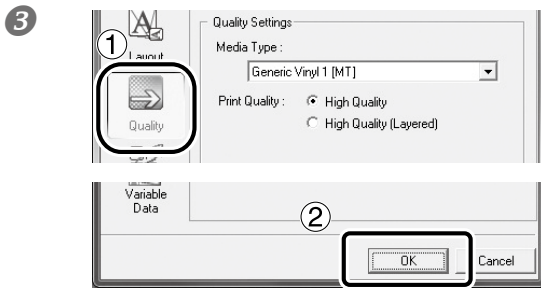 3
Quality Settings
1
Layout
Media Type :
Generic Vinyl 1 [MT]
Print Quality :
High Quality
Quality
High Quality (Layered)
Variable
Data
2
OK
Cancel